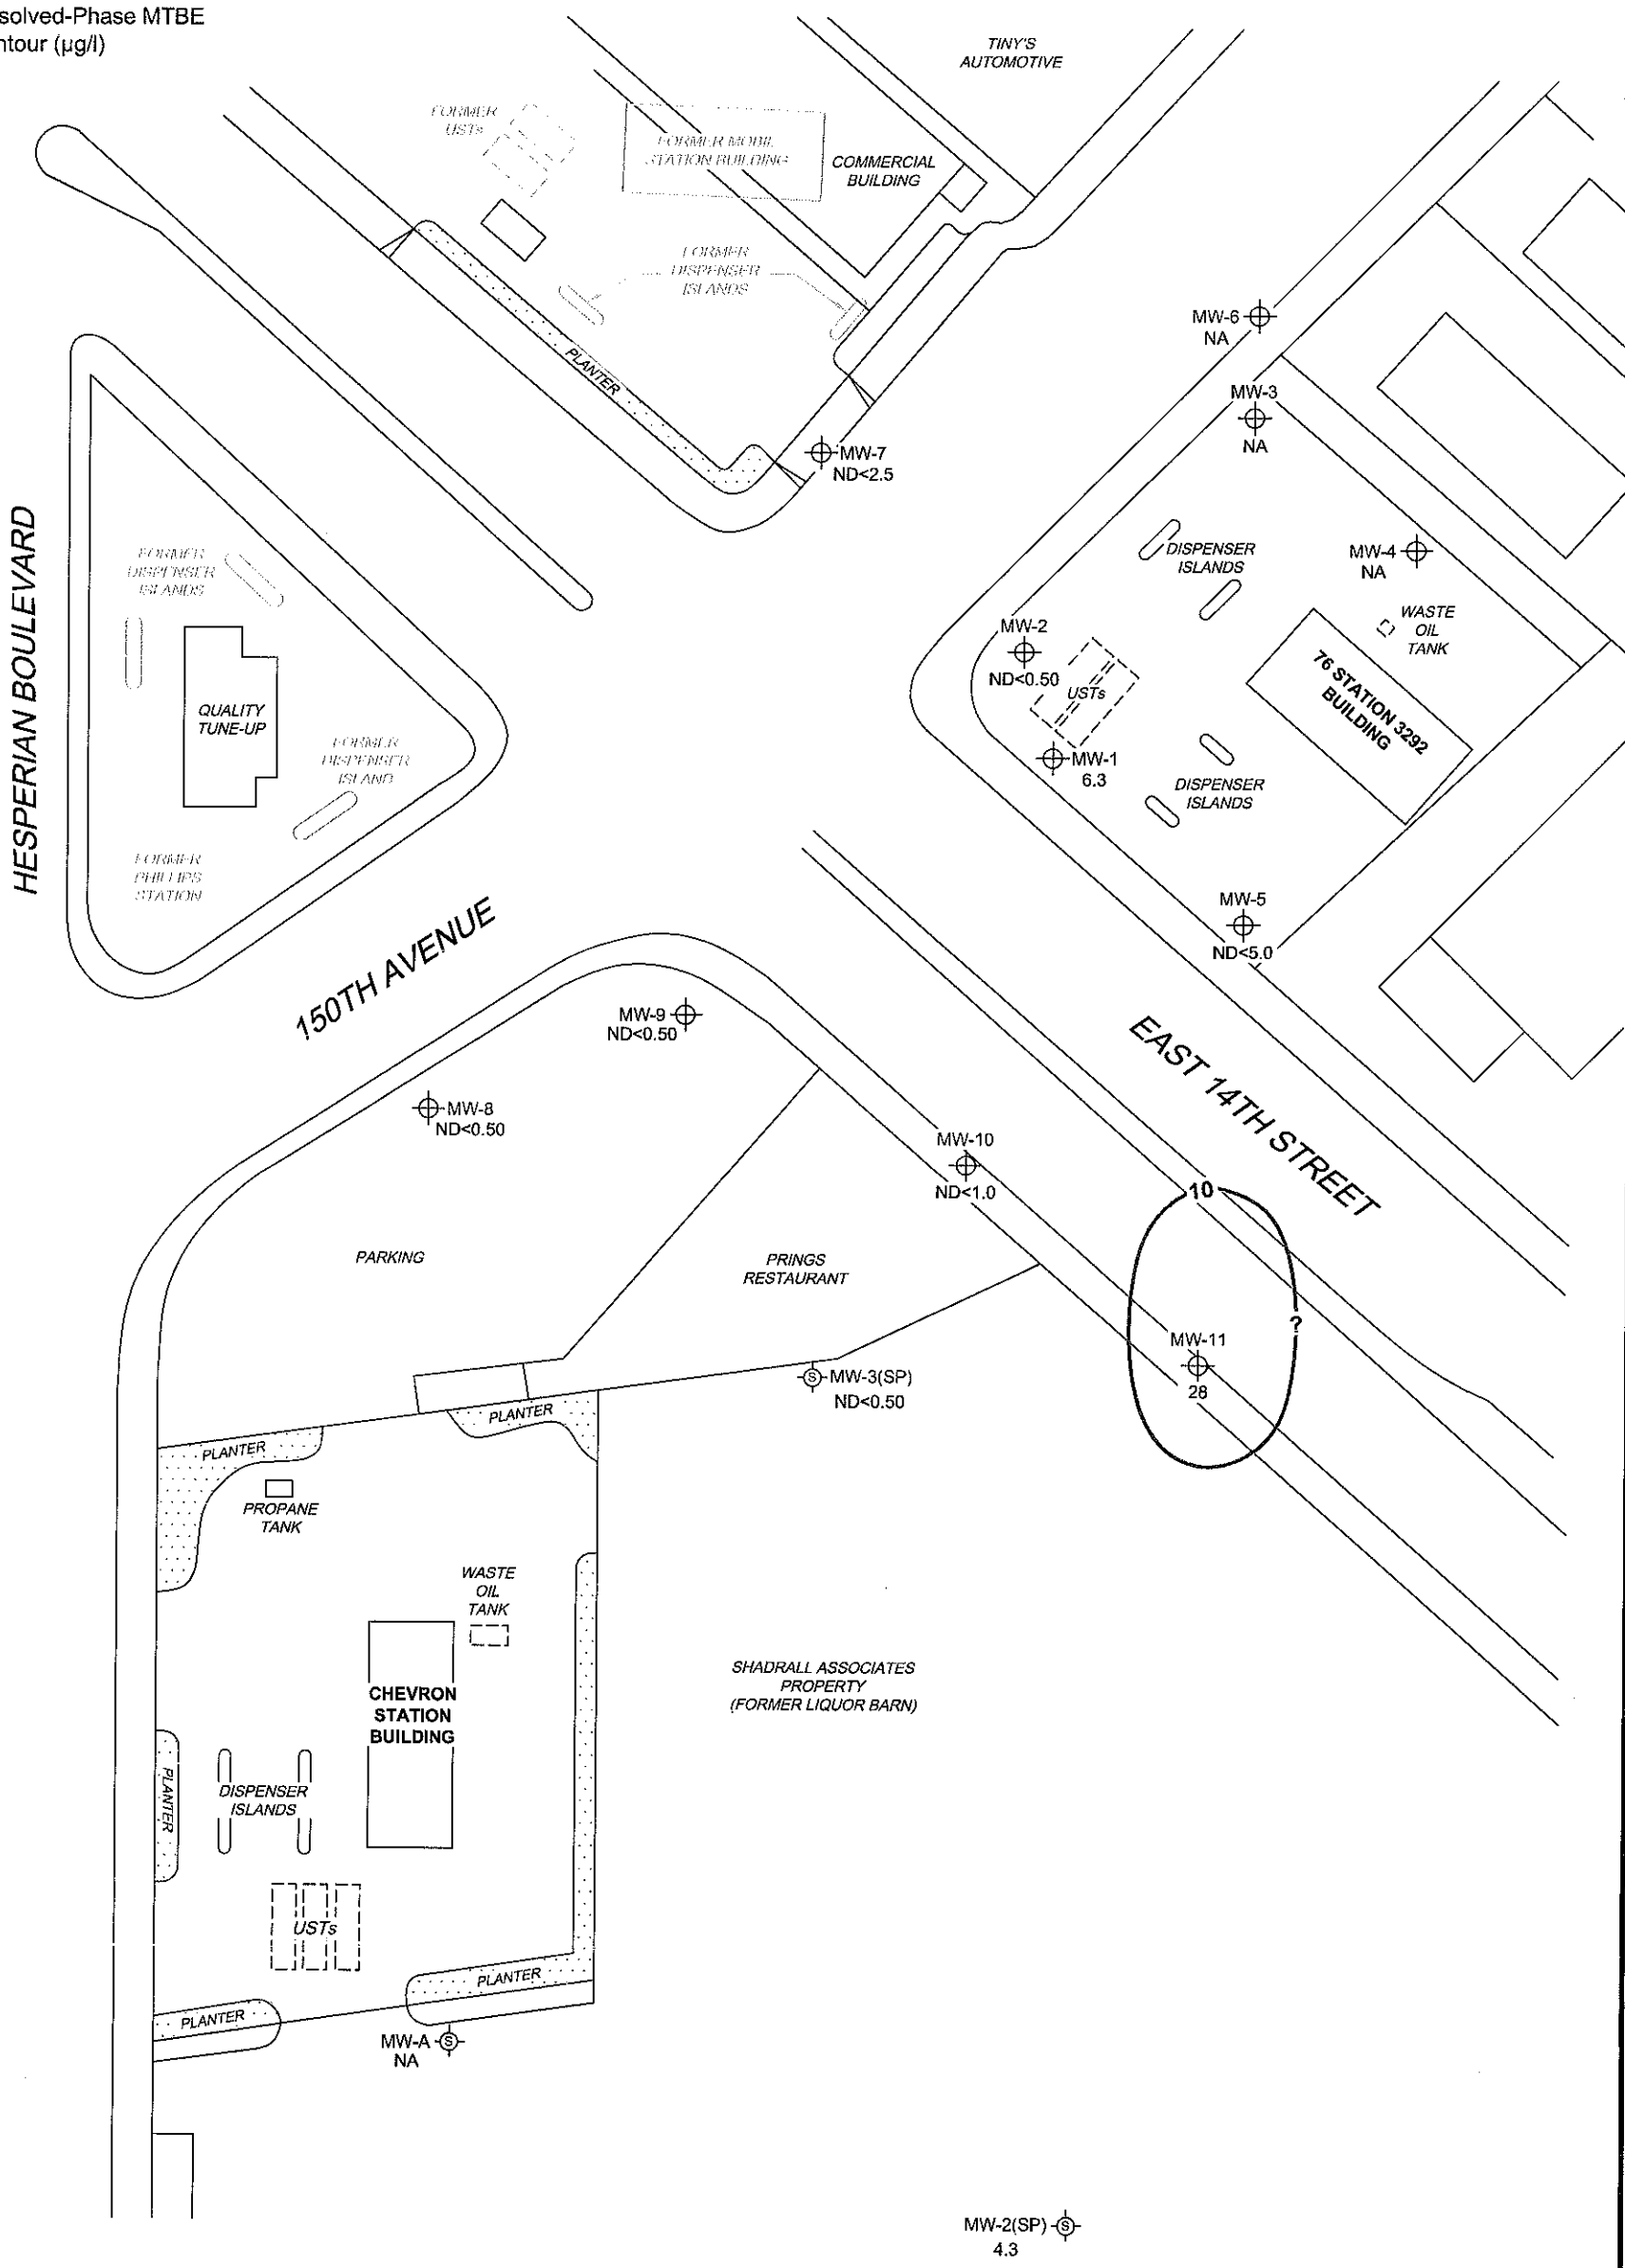 solved-Phase MTBE
ntour (µg/l)
TINY'S
AUTOMOTIVE
FORMER
USTs
FORMER MOBIL
STATION BUILDING
COMMERCIAL
BUILDING
FORMER
DISPENSER
ISLANDS
PLANTER
MW-6
NA
MW-3
NA
MW-7
ND<2.5
HESPERIAN BOULEVARD
FORMER
DISPENSER
ISLANDS
DISPENSER
ISLANDS
MW-4
NA
WASTE
OIL
TANK
MW-2
ND<0.50
USTs
76 STATION 3292
BUILDING
QUALITY
TUNE-UP
FORMER
DISPENSER
ISLAND
MW-1
6.3
DISPENSER
ISLANDS
FORMER
PHILLIPS
STATION
MW-5
ND<5.0
150TH AVENUE
MW-9
ND<0.50
EAST 14TH STREET
MW-8
ND<0.50
MW-10
ND<1.0
10
PARKING
PRINGS
RESTAURANT
?
MW-11
28
MW-3(SP)
ND<0.50
PLANTER
PLANTER
PROPANE
TANK
WASTE
OIL
TANK
SHADRALL ASSOCIATES
PROPERTY
(FORMER LIQUOR BARN)
CHEVRON
STATION
BUILDING
PLANTER
DISPENSER
ISLANDS
USTs
PLANTER
PLANTER
MW-A
S
NA
MW-2(SP)
S
4.3